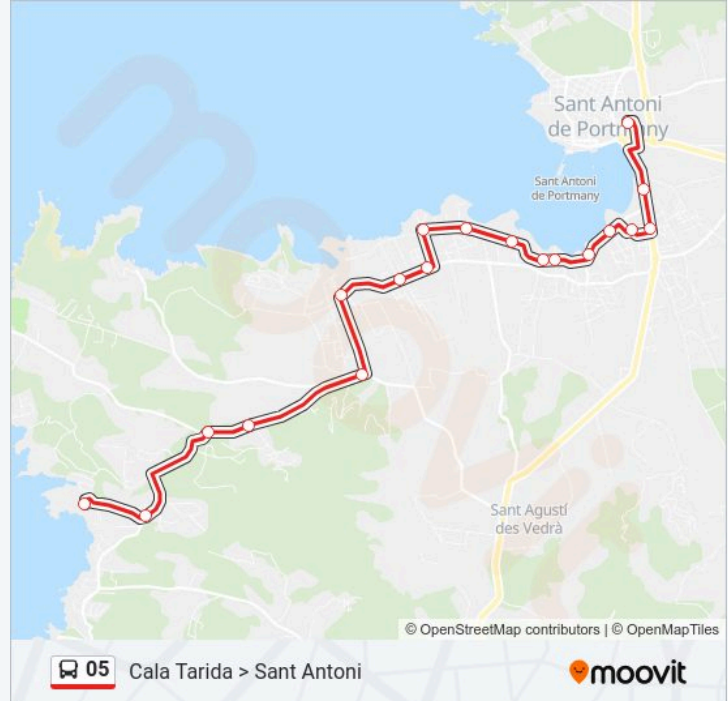 Sant Antoni
de Portmany
Sant Antoni
de Portmany
Sant Agustí
des Vedrà
moovit
© OpenStreetMap contributors | © OpenMapTiles
05 Cala Tarida > Sant Antoni
moovit